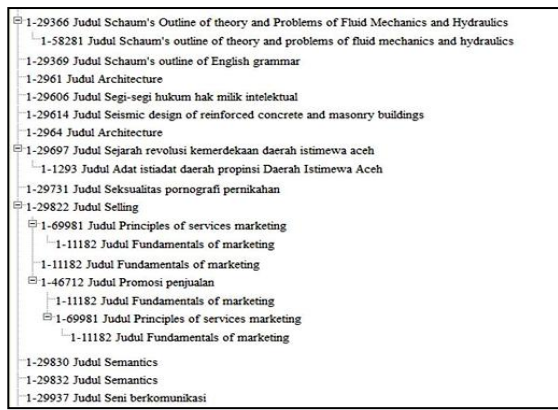 1-29366 Judul Schaum's Outline of theory and Problems of Fluid Mechanics and Hydraulics
1-58281 Judul Schaum's outline of theory and problems of fluid mechanics and hydraulics
1-29369 Judul Schaum's outline of English grammar
1-2961 Judul Architecture
1-29606 Judul Segi-segi hukum hak milik intelektual
1-29614 Judul Seismic design of reinforced concrete and masonry buildings
1-2964 Judul Architecture
1-29697 Judul Sejarah revolusi kemerdekaan daerah istimewa aceh
1-1293 Judul Adat istiadat daerah propinsi Daerah Istimewa Aceh
1-29731 Judul Seksualitas pornografi pernikahan
1-29822 Judul Selling
1-69981 Judul Principles of services marketing
1-11182 Judul Fundamentals of marketing
1-11182 Judul Fundamentals of marketing
1-46712 Judul Promosi penjualan
1-11182 Judul Fundamentals of marketing
1-69981 Judul Principles of services marketing
1-11182 Judul Fundamentals of marketing
1-29830 Judul Semantics
1-29832 Judul Semantics
1-29937 Judul Seni berkomunikasi